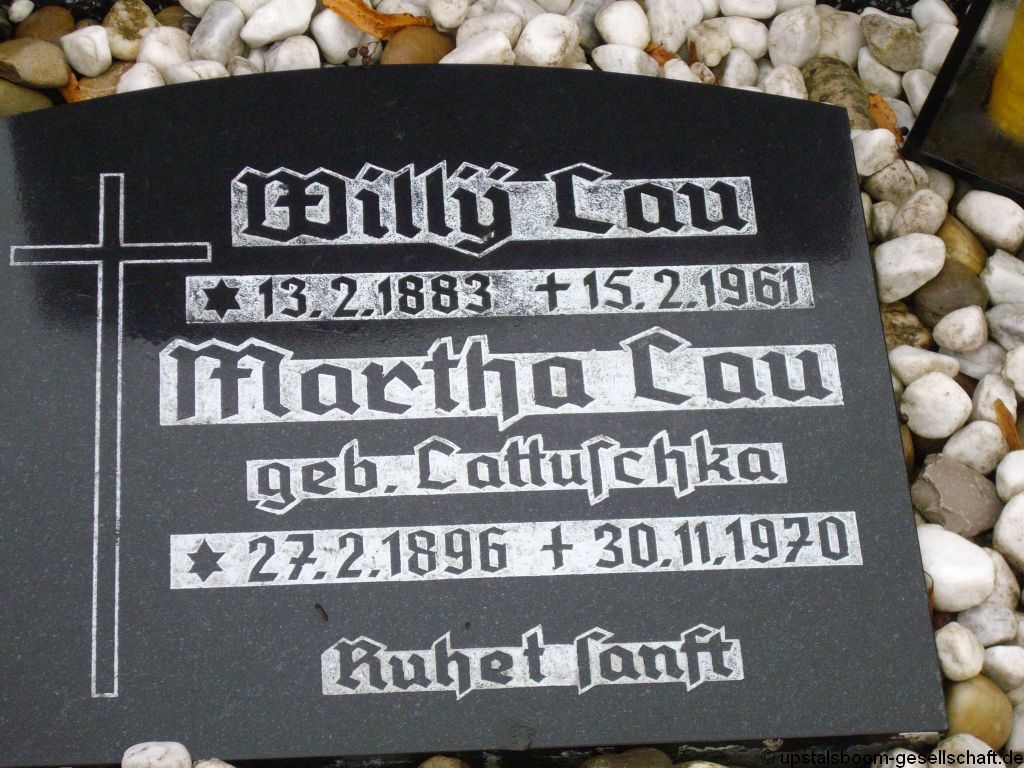 Willÿ Lau
✶ 13.2.1883 ✝ 15.2.1961
Martha Lau
geb. Lattuſchka
✶ 27.2.1896 ✝ 30.11.1970
Ruhet ſanft
© upstalsboom-gesellschaft.de